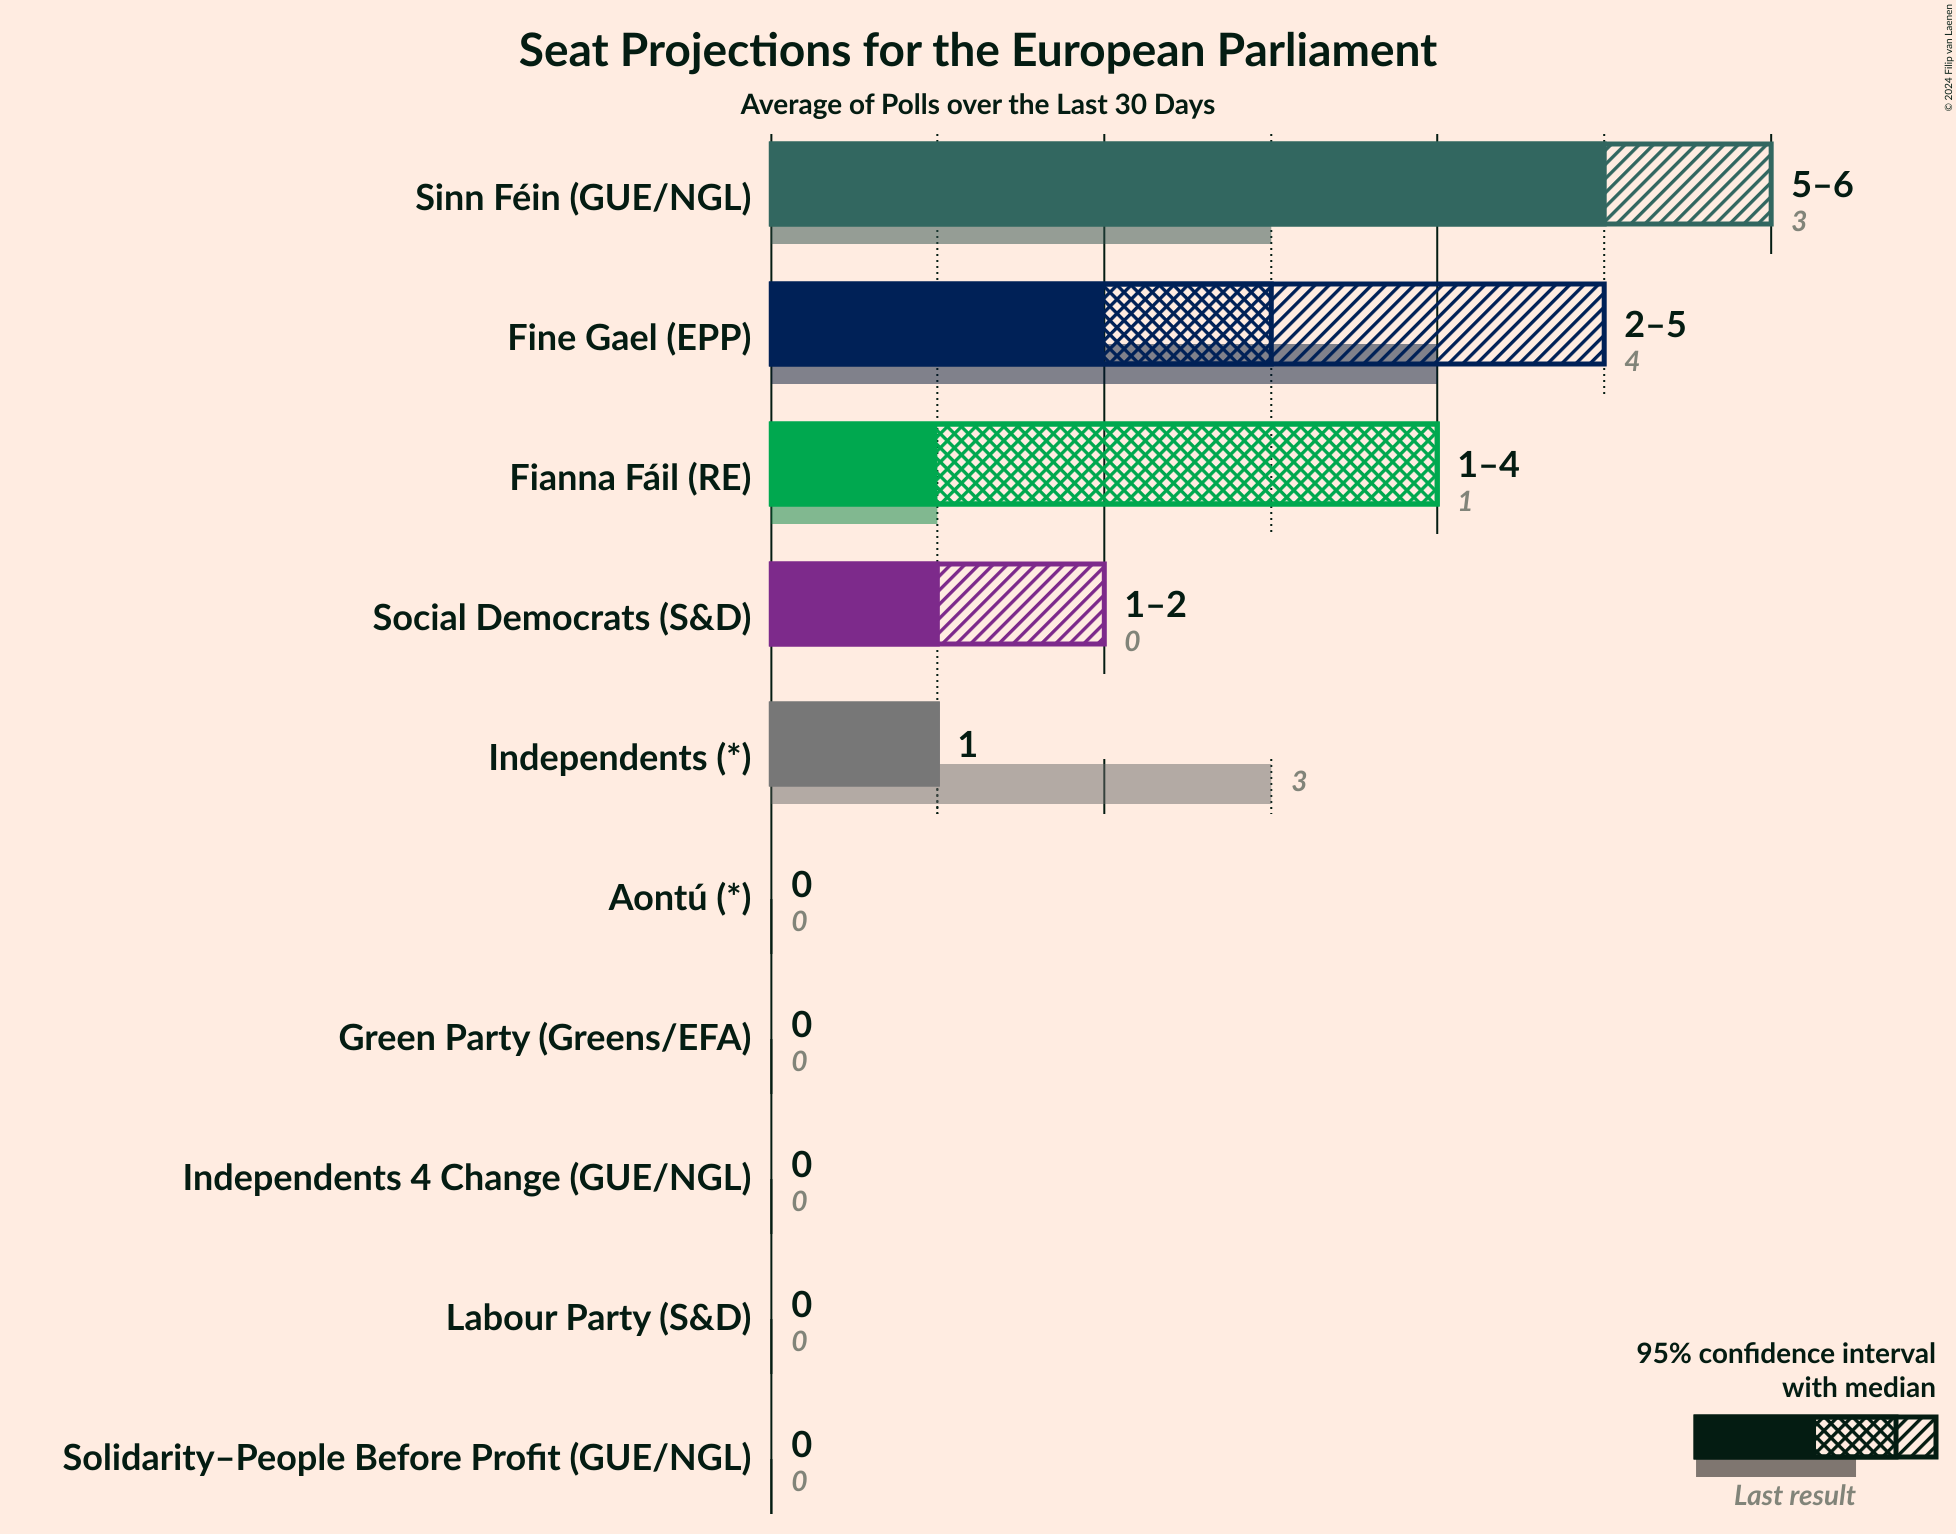 Seat Projections for the European Parliament
Average of Polls over the Last 30 Days
© 2024 Filip van Laenen
Sinn Féin (GUE/NGL)
5–6
3
Fine Gael (EPP)
2–5
4
Fianna Fáil (RE)
1–4
1
Social Democrats (S&D)
1–2
0
Independents (*)
1
3
Aontú (*)
0
0
Green Party (Greens/EFA)
0
0
Independents 4 Change (GUE/NGL)
0
0
Labour Party (S&D)
0
0
Solidarity–People Before Profit (GUE/NGL)
0
0
95% confidence interval
with median
Last result